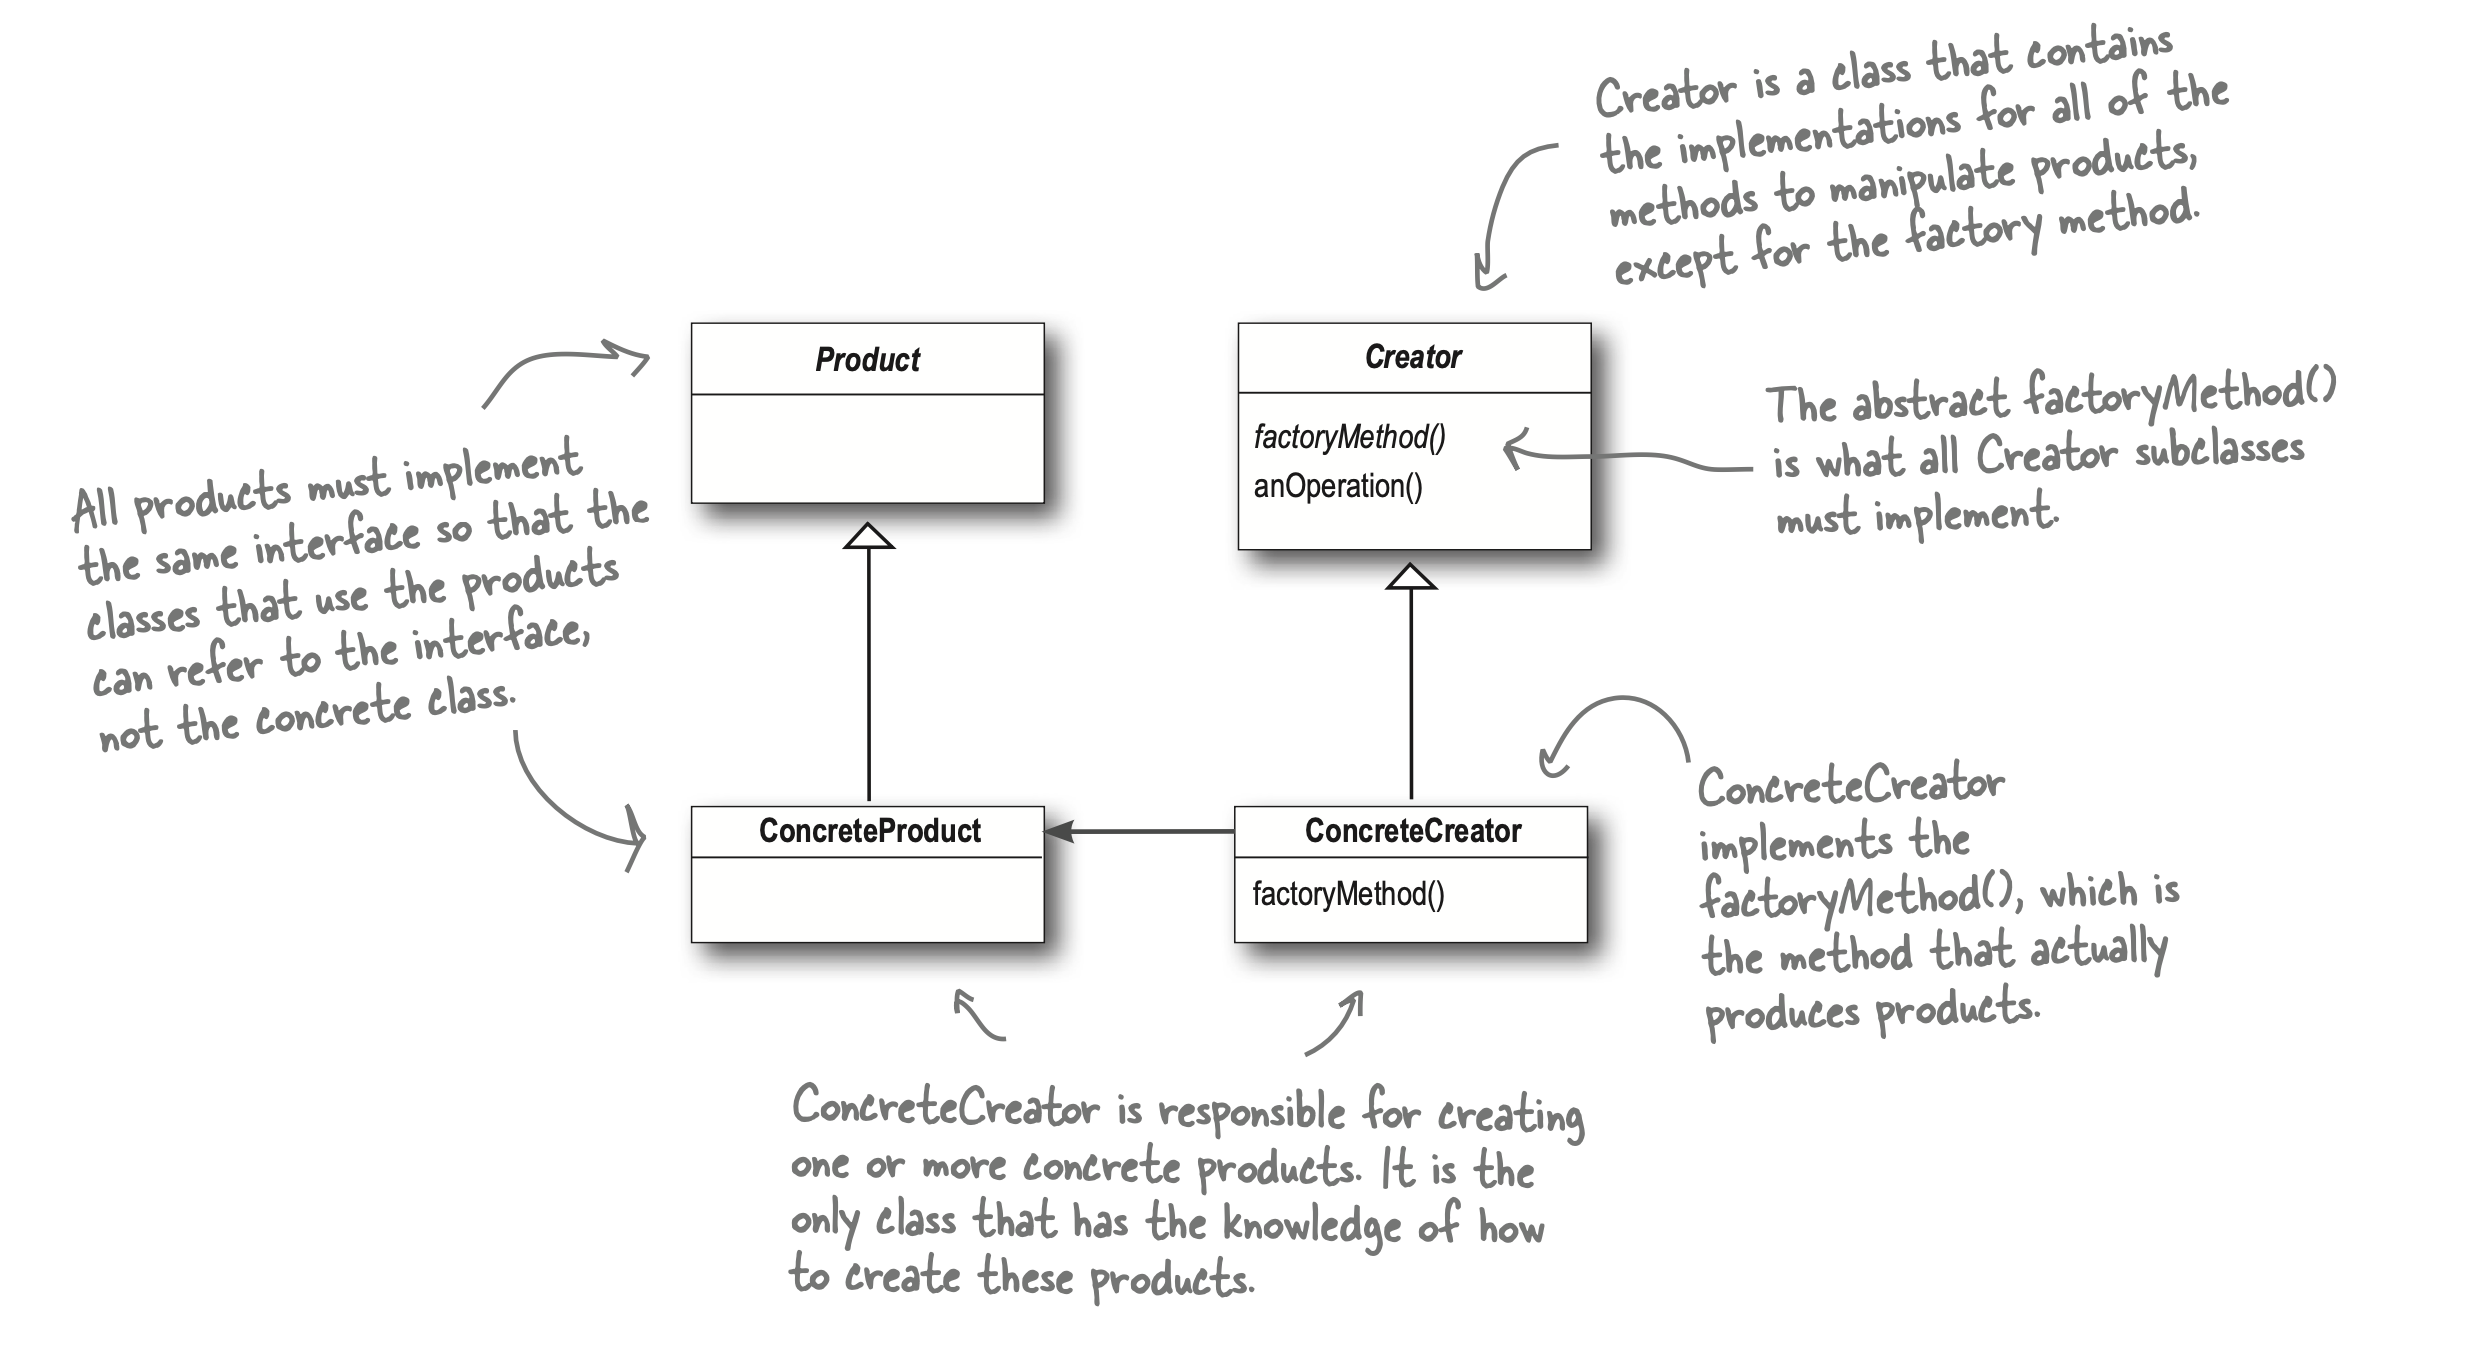 Creator is a class that contains
the implementations for all of the
methods to manipulate products,
except for the factory method.
Product
Creator
factoryMethod()
anOperation()
The abstract factoryMethod()
is what all Creator subclasses
must implement.
All products must implement
the same interface so that the
classes that use the products
can refer to the interface,
not the concrete class.
ConcreteProduct
ConcreteCreator
factoryMethod()
ConcreteCreator
implements the
factoryMethod(), which is
the method that actually
produces products.
ConcreteCreator is responsible for creating
one or more concrete products. It is the
only class that has the knowledge of how
to create these products.